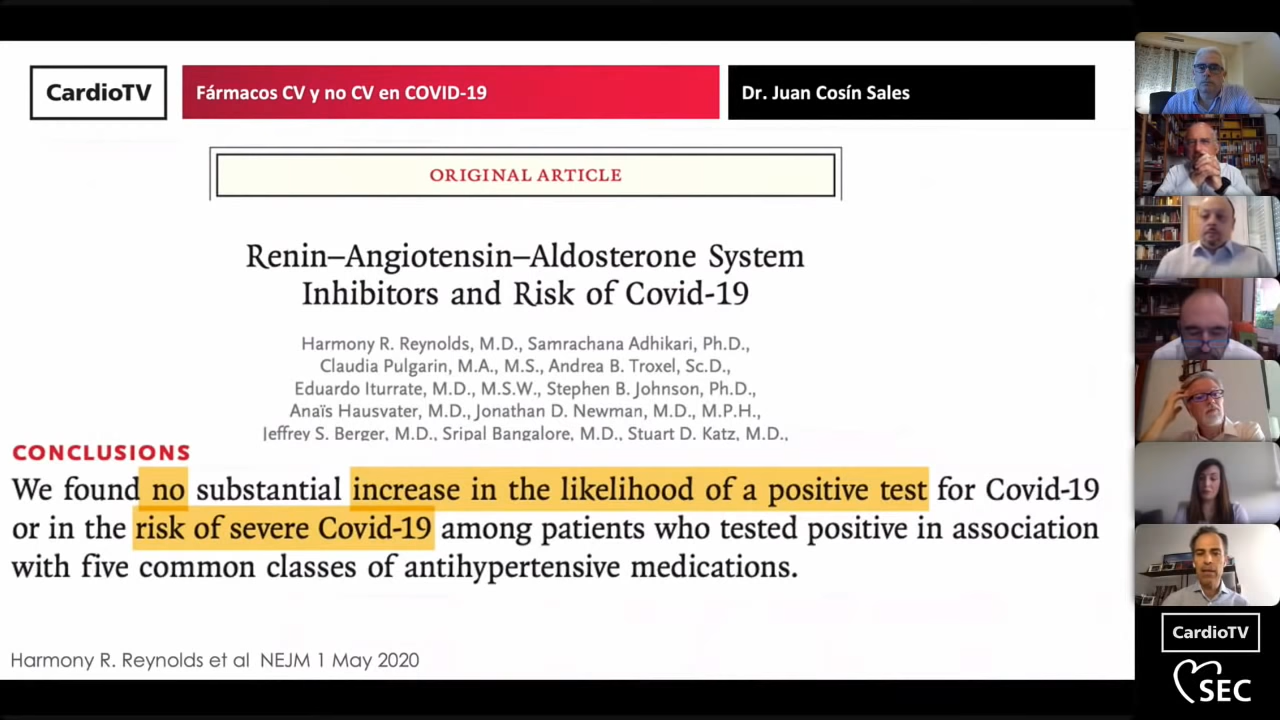 CardioTV
Fármacos CV y no CV en COVID-19
Dr. Juan Cosín Sales
ORIGINAL ARTICLE
Renin–Angiotensin–Aldosterone System
Inhibitors and Risk of Covid-19
Harmony R. Reynolds, M.D., Samrachana Adhikari, Ph.D.,
Claudia Pulgarin, M.A., M.S., Andrea B. Troxel, Sc.D.,
Eduardo Iturrate, M.D., M.S.W., Stephen B. Johnson, Ph.D.,
Anaïs Hausvater, M.D., Jonathan D. Newman, M.D., M.P.H.,
Jeffrey S. Berger, M.D., Sripal Bangalore, M.D., Stuart D. Katz, M.D.,
CONCLUSIONS
We found no substantial increase in the likelihood of a positive test for Covid-19
or in the risk of severe Covid-19 among patients who tested positive in association
with five common classes of antihypertensive medications.
Harmony R. Reynolds et al NEJM 1 May 2020
CardioTV
SEC